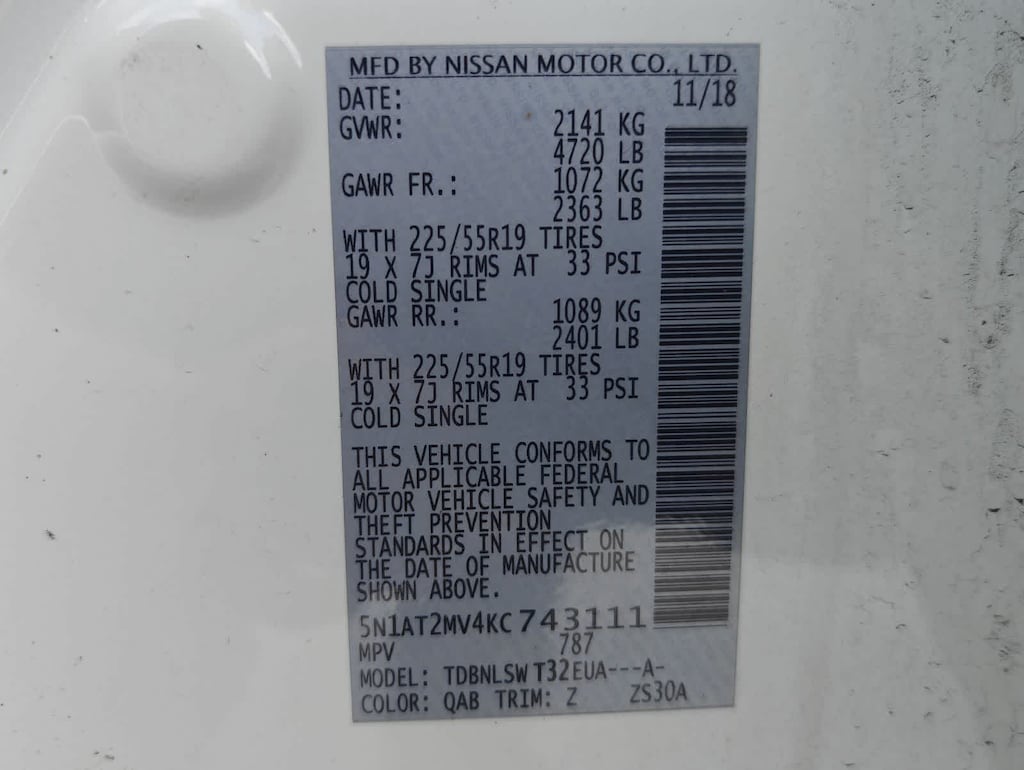 MFD BY NISSAN MOTOR CO., LTD.
DATE: 11/18
GVWR: 2141 KG
4720 LB
GAWR FR.: 1072 KG
2363 LB
WITH 225/55R19 TIRES
19 X 7J RIMS AT 33 PSI
COLD SINGLE
GAWR RR.: 1089 KG
2401 LB
WITH 225/55R19 TIRES
19 X 7J RIMS AT 33 PSI
COLD SINGLE
THIS VEHICLE CONFORMS TO
ALL APPLICABLE FEDERAL
MOTOR VEHICLE SAFETY AND
THEFT PREVENTION
STANDARDS IN EFFECT ON
THE DATE OF MANUFACTURE
SHOWN ABOVE.
5N1AT2MV4KC743111
MPV 787
MODEL: TDBNLSW T32EUA---A-
COLOR: QAB TRIM: Z ZS30A